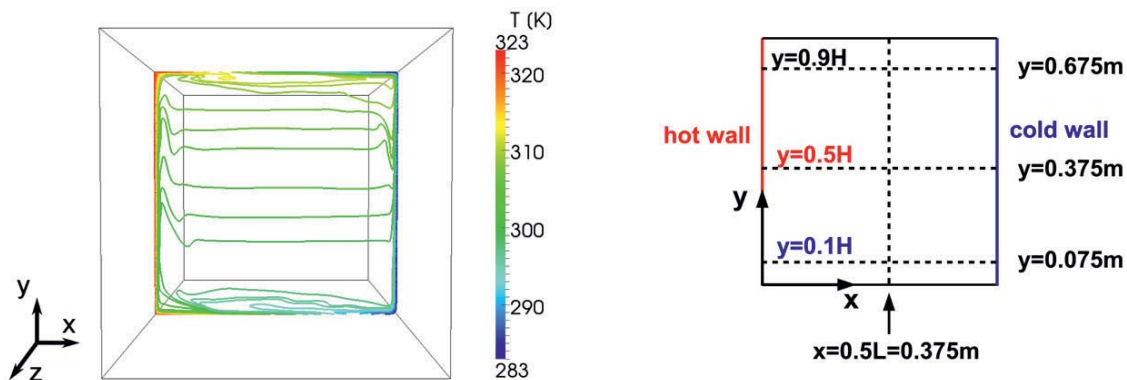 T (K)
323
320
310
300
290
283
y
x
z
y=0.9H
y=0.675m
hot wall
cold wall
y=0.5H
y=0.375m
y
y=0.1H
y=0.075m
x
x=0.5L=0.375m